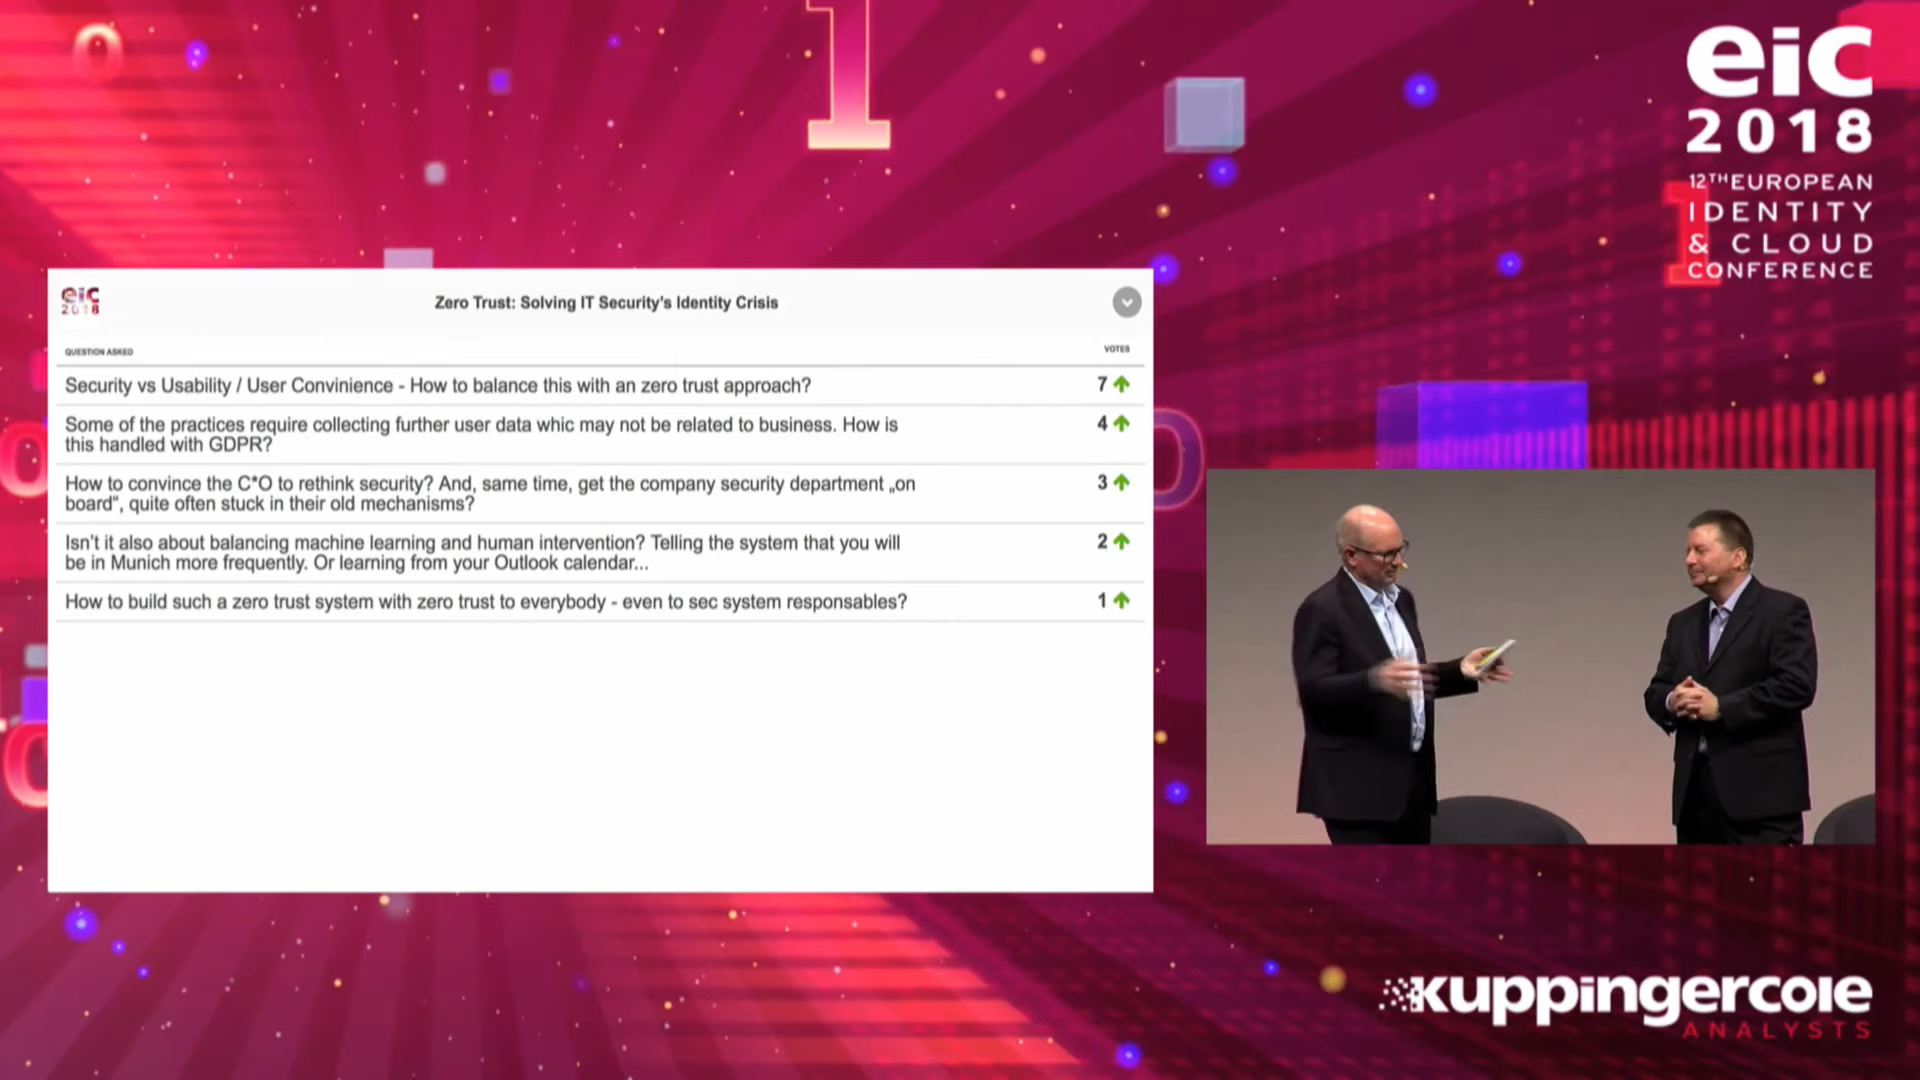 eic
2018
12TH EUROPEAN
IDENTITY
& CLOUD
CONFERENCE
eic
2018
Zero Trust: Solving IT Security's Identity Crisis
QUESTION ASKED
VOTES
Security vs Usability / User Convinience - How to balance this with an zero trust approach?
7
Some of the practices require collecting further user data whic may not be related to business. How is
this handled with GDPR?
4
How to convince the C*O to rethink security? And, same time, get the company security department „on
board“, quite often stuck in their old mechanisms?
3
Isn't it also about balancing machine learning and human intervention? Telling the system that you will
be in Munich more frequently. Or learning from your Outlook calendar...
2
How to build such a zero trust system with zero trust to everybody - even to sec system responsables?
1
kuppingercole
ANALYSTS